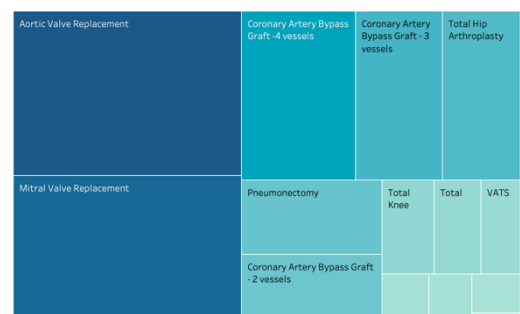 Aortic Valve Replacement
Coronary Artery Bypass
Graft -4 vessels
Coronary Artery
Bypass Graft - 3
vessels
Total Hip
Arthroplasty
Mitral Valve Replacement
Pneumonectomy
Total
Knee
Total
VATS
Coronary Artery Bypass Graft
- 2 vessels